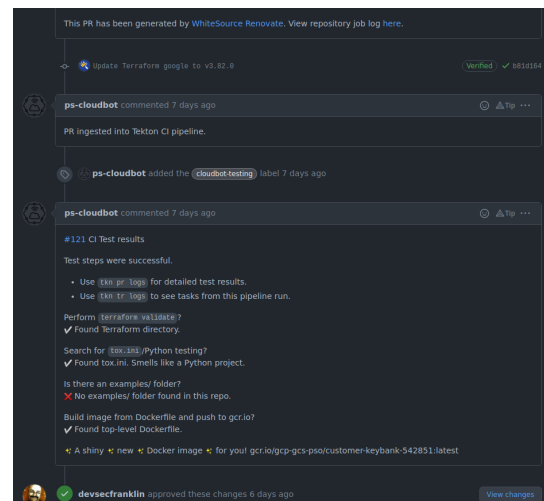 This PR has been generated by WhiteSource Renovate. View repository job log here.
Update Terraform google to v3.82.0
Verified
b81d164
ps-cloudbot commented 7 days ago
Tip
PR ingested into Tekton CI pipeline.
ps-cloudbot added the cloudbot-testing label 7 days ago
ps-cloudbot commented 7 days ago
Tip
#121 CI Test results
Test steps were successful.
• Use tkn pr logs for detailed test results.
• Use tkn tr logs to see tasks from this pipeline run.
Perform terraform validate?
✔ Found Terraform directory.
Search for tox.ini/Python testing?
✔ Found tox.ini. Smells like a Python project.
Is there an examples/ folder?
❌ No examples/ folder found in this repo.
Build image from Dockerfile and push to gcr.io?
✔ Found top-level Dockerfile.
✨ A shiny ✨ new ✨ Docker image ✨ for you! gcr.io/gcp-gcs-pso/customer-keybank-542851:latest
devsecfranklin approved these changes 6 days ago
View changes